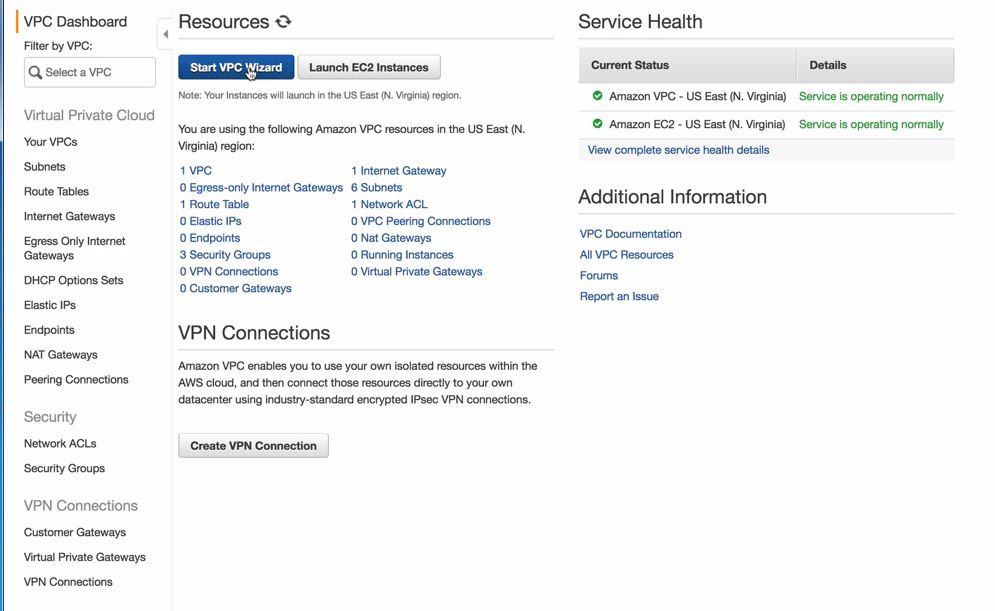 VPC Dashboard
Filter by VPC:
Select a VPC
Virtual Private Cloud
Your VPCs
Subnets
Route Tables
Internet Gateways
Egress Only Internet
Gateways
DHCP Options Sets
Elastic IPs
Endpoints
NAT Gateways
Peering Connections
Security
Network ACLs
Security Groups
VPN Connections
Customer Gateways
Virtual Private Gateways
VPN Connections
Resources
Start VPC Wizard
Launch EC2 Instances
Note: Your Instances will launch in the US East (N. Virginia) region.
You are using the following Amazon VPC resources in the US East (N.
Virginia) region:
1 VPC
1 Internet Gateway
0 Egress-only Internet Gateways
6 Subnets
1 Route Table
1 Network ACL
0 Elastic IPs
0 VPC Peering Connections
0 Endpoints
0 Nat Gateways
3 Security Groups
0 Running Instances
0 VPN Connections
0 Virtual Private Gateways
0 Customer Gateways
VPN Connections
Amazon VPC enables you to use your own isolated resources within the
AWS cloud, and then connect those resources directly to your own
datacenter using industry-standard encrypted IPsec VPN connections.
Create VPN Connection
Service Health
Current Status
Details
Amazon VPC - US East (N. Virginia)
Service is operating normally
Amazon EC2 - US East (N. Virginia)
Service is operating normally
View complete service health details
Additional Information
VPC Documentation
All VPC Resources
Forums
Report an Issue